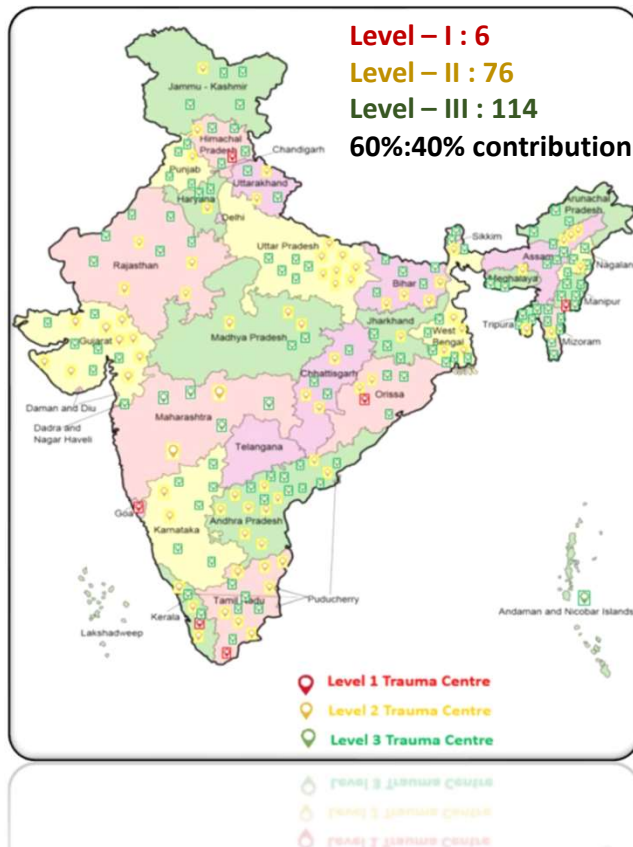 Level – I : 6
Level – II : 76
Level – III : 114
60%:40% contribution
Jammu - Kashmir
Himachal
Pradesh
Chandigarh
Punjab
Uttarakhand
Haryana
Delhi
Arunachal
Pradesh
Sikkim
Uttar Pradesh
Assam
Nagalan
Rajasthan
Bihar
Meghalaya
Manipur
Jharkhand
West
Bengal
Tripura
Mizoram
Gujarat
Madhya Pradesh
Chhattisgarh
Daman and Diu
Orissa
Dadra and
Nagar Haveli
Maharashtra
Telangana
Goa
Andhra Pradesh
Karnataka
Puducherry
Tamil Nadu
Kerala
Lakshadweep
Andaman and Nicobar Islands
Level 1 Trauma Centre
Level 2 Trauma Centre
Level 3 Trauma Centre